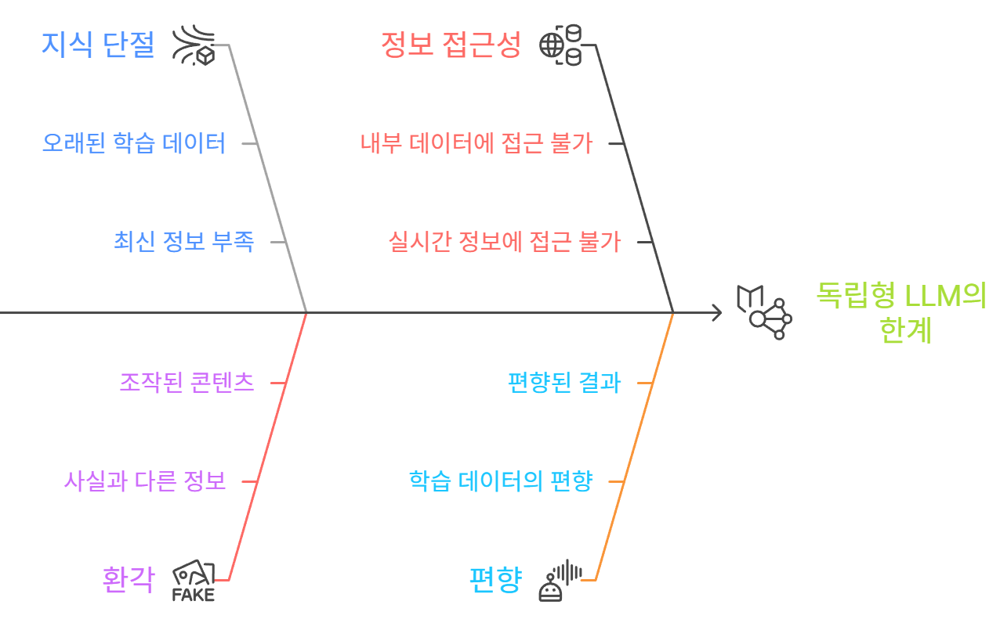 지식 단절
정보 접근성
오래된 학습 데이터
내부 데이터에 접근 불가
최신 정보 부족
실시간 정보에 접근 불가
독립형 LLM의
한계
조작된 콘텐츠
편향된 결과
사실과 다른 정보
학습 데이터의 편향
환각
FAKE
편향